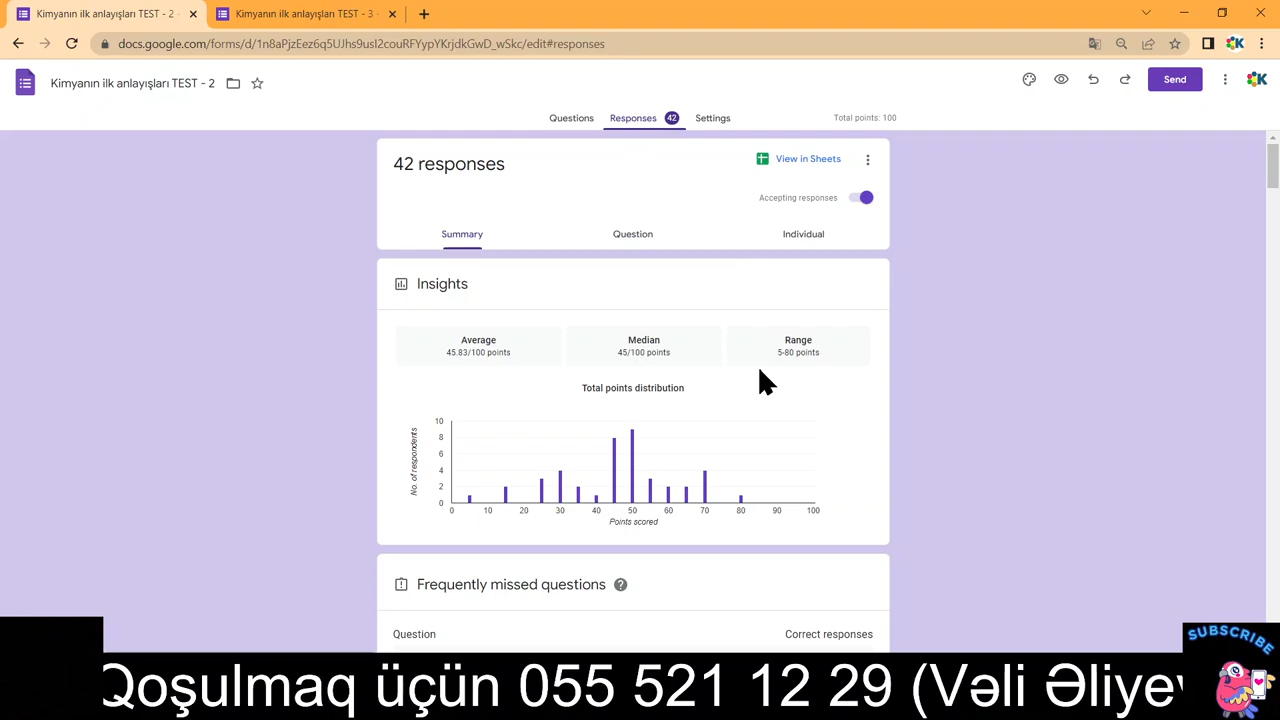 Kimyanın ilk anlayışları TEST - 2
Kimyanın ilk anlayışları TEST - 3
docs.google.com/forms/d/1n8aPjzEez6q5UJhs9usI2couRFYypYKrjdkGwD_wSkc/edit#responses
Kimyanın ilk anlayışları TEST - 2
Send
K
Questions
Responses 42
Settings
Total points: 100
42 responses
View in Sheets
Accepting responses
Summary
Question
Individual
Insights
Average
45.83/100 points
Median
45/100 points
Range
5-80 points
Total points distribution
No. of respondents
10
8
6
4
2
0
0 10 20 30 40 50 60 70 80 90 100
Points scored
Frequently missed questions
Question
Correct responses
SUBSCRIBE
Qoşulmaq üçün 055 521 12 29 (Vəli Əliyev